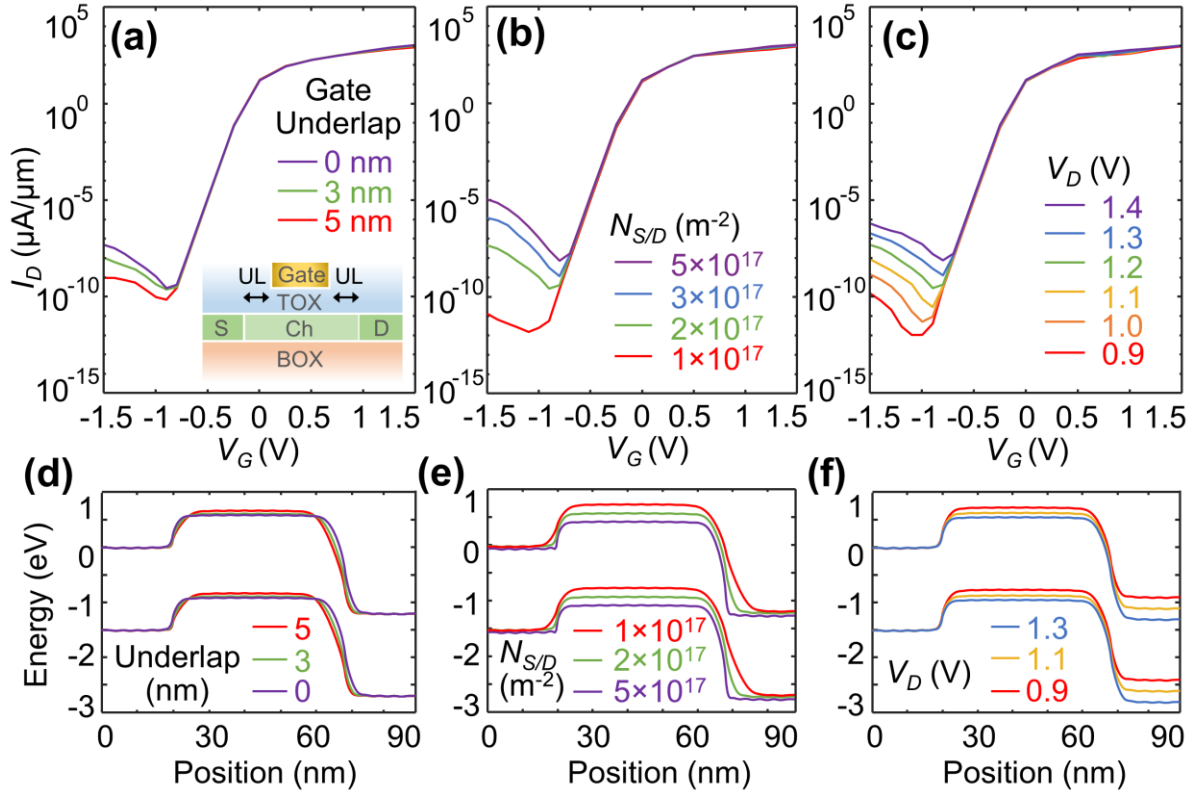 (a)
I_D (μA/μm)
10^5
10^0
10^-5
10^-10
10^-15
Gate
Underlap
0 nm
3 nm
5 nm
UL Gate UL
TOX
S Ch D
BOX
-1.5 -1 -0.5 0 0.5 1 1.5
V_G (V)
(b)
10^5
10^0
10^-5
10^-10
10^-15
N_S/D (m^-2)
5×10^17
3×10^17
2×10^17
1×10^17
-1.5 -1 -0.5 0 0.5 1 1.5
V_G (V)
(c)
10^5
10^0
10^-5
10^-10
10^-15
V_D (V)
1.4
1.3
1.2
1.1
1.0
0.9
-1.5 -1 -0.5 0 0.5 1 1.5
V_G (V)
(d)
Energy (eV)
1
0
-1
-2
-3
Underlap
(nm)
5
3
0
0 30 60 90
Position (nm)
(e)
1
0
-1
-2
-3
N_S/D
(m^-2)
1×10^17
2×10^17
5×10^17
0 30 60 90
Position (nm)
(f)
1
0
-1
-2
-3
V_D (V)
1.3
1.1
0.9
0 30 60 90
Position (nm)